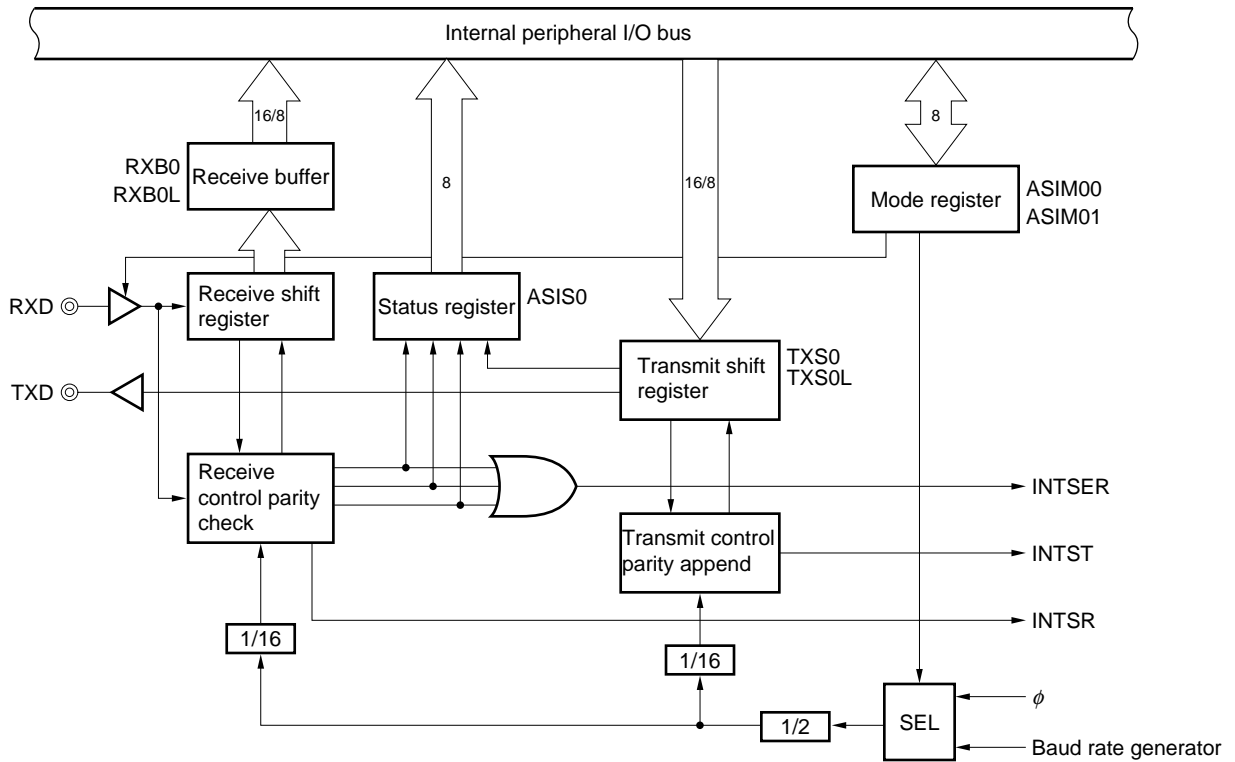 Internal peripheral I/O bus
16/8
8
16/8
8
RXB0
RXB0L
Receive buffer
Mode register
ASIM00
ASIM01
RXD
Receive shift
register
Status register
ASIS0
TXD
Transmit shift
register
TXS0
TXS0L
Receive
control parity
check
INTSER
Transmit control
parity append
INTST
INTSR
1/16
1/16
1/2
SEL
ϕ
Baud rate generator